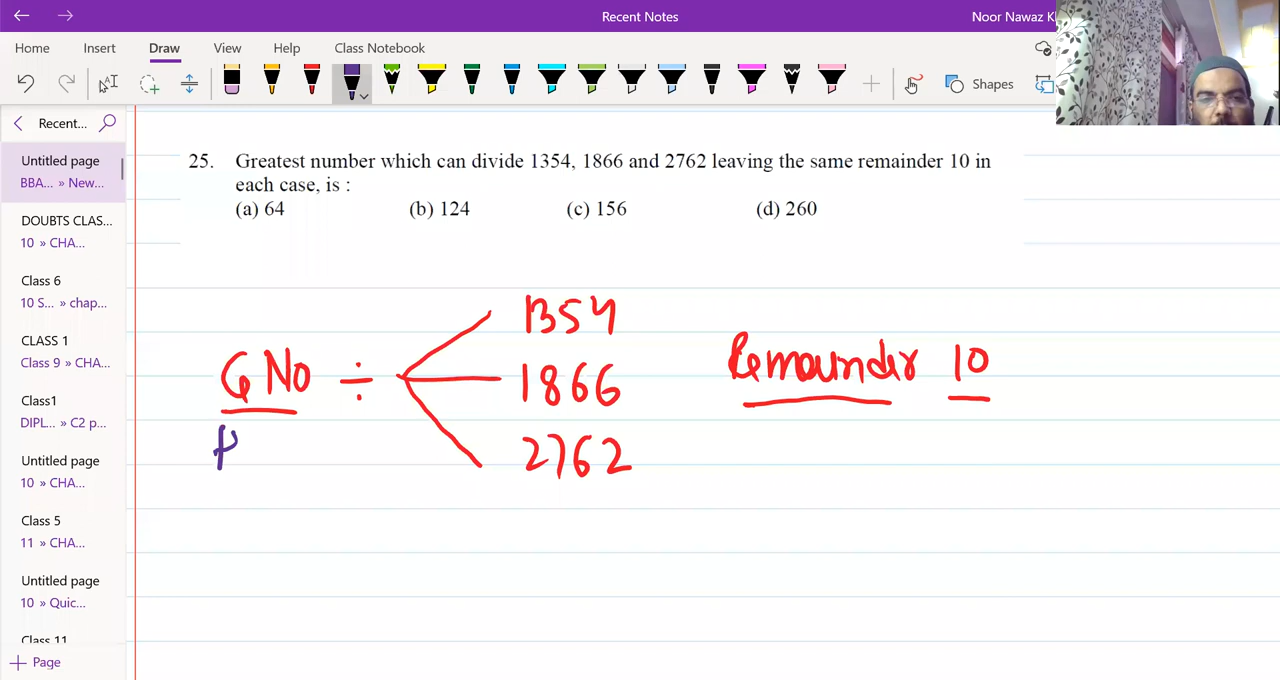 Recent Notes
Noor Nawaz K
Home Insert Draw View Help Class Notebook
Shapes
Recent...
Untitled page
BBA... » New...
DOUBTS CLAS...
10 » CHA...
Class 6
10 S... » chap...
CLASS 1
Class 9 » CHA...
Class1
DIPL... » C2 p...
Untitled page
10 » CHA...
Class 5
11 » CHA...
Untitled page
10 » Quic...
Class 11
+ Page
25. Greatest number which can divide 1354, 1866 and 2762 leaving the same remainder 10 in
each case, is :
(a) 64 (b) 124 (c) 156 (d) 260
1354
G No ÷ 1866 Remainder 10
2762